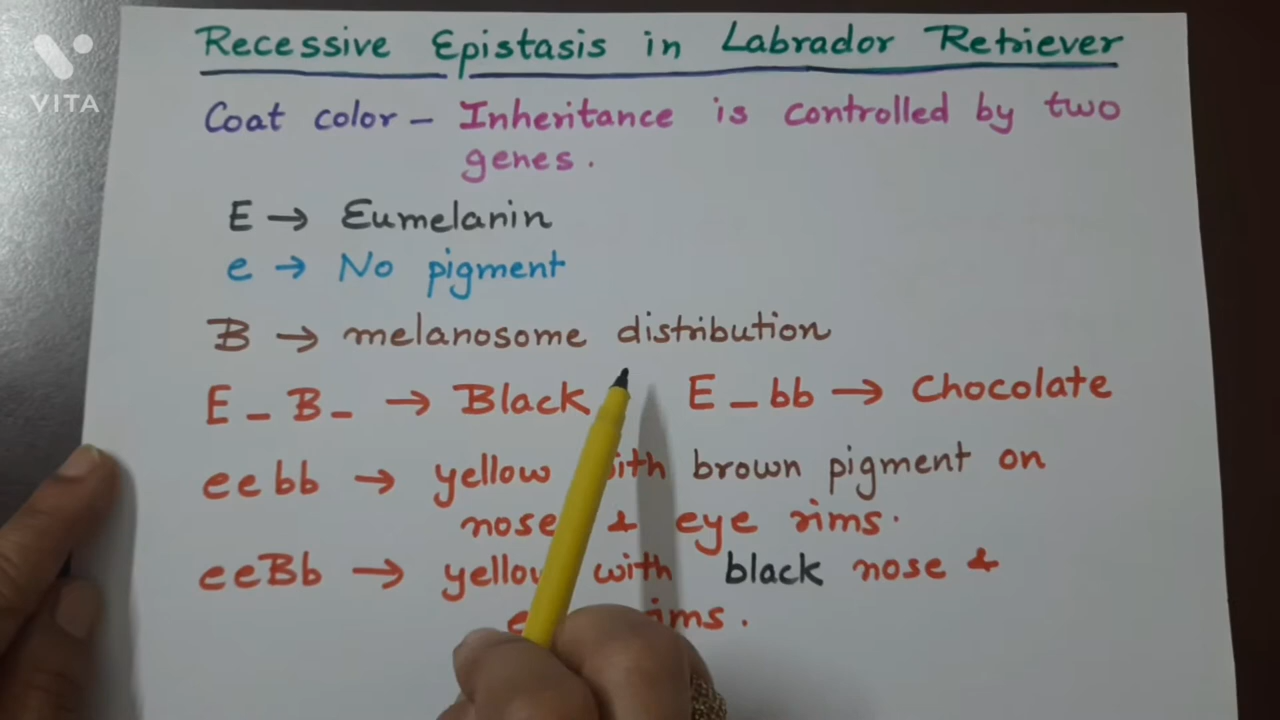 VITA
Recessive Epistasis in Labrador Retriever
Coat color – Inheritance is controlled by two
genes.
E → Eumelanin
e → No pigment
B → melanosome distribution
E_B_ → Black E_bb → Chocolate
eebb → yellow with brown pigment on
nose & eye rims.
eeBb → yellow with black nose &
rims.